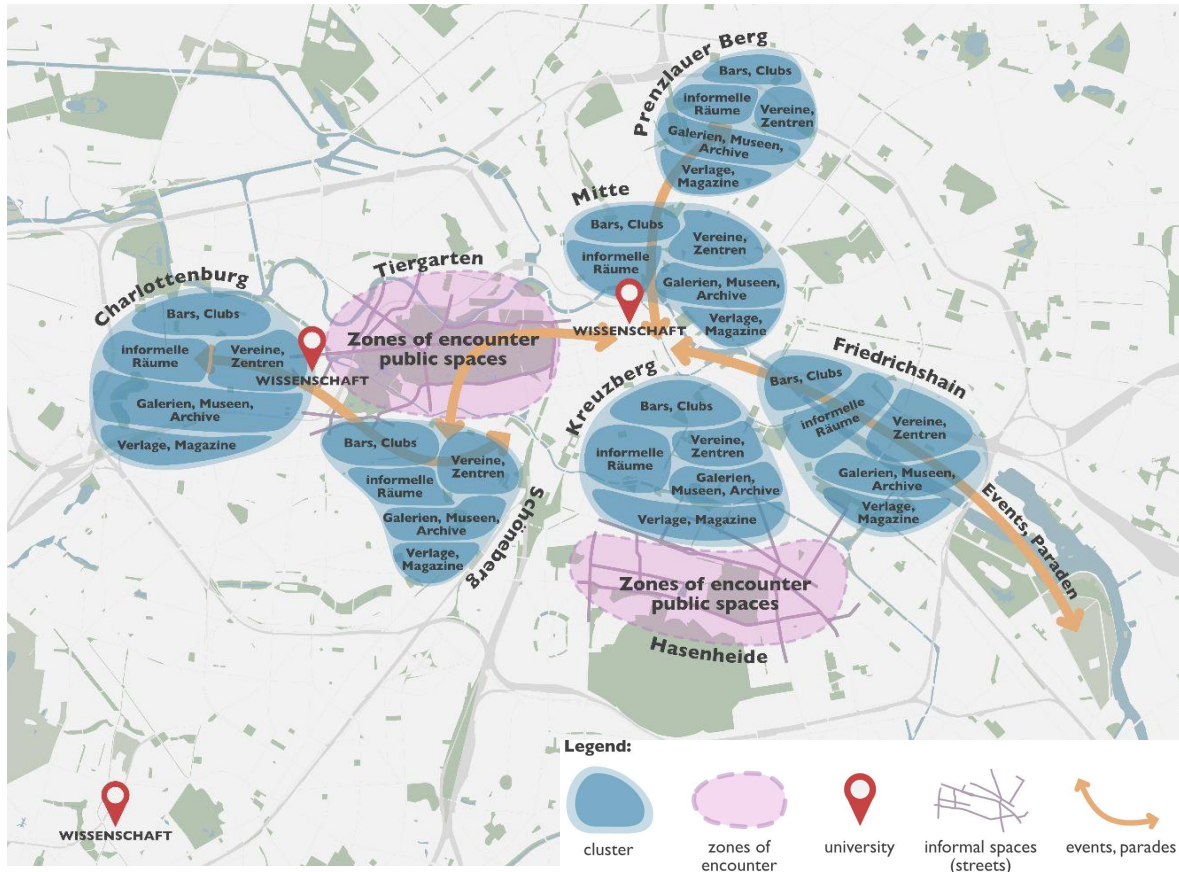 Prenzlauer Berg
Bars, Clubs
informelle
Räume
Vereine,
Zentren
Galerien, Museen,
Archive
Verlage,
Magazine
Mitte
Bars, Clubs
informelle
Räume
Vereine,
Zentren
Galerien, Museen,
Archive
Verlage,
Magazine
WISSENSCHAFT
Tiergarten
Zones of encounter
public spaces
Charlottenburg
Bars, Clubs
informelle
Räume
Vereine,
Zentren
WISSENSCHAFT
Galerien, Museen,
Archive
Verlage, Magazine
Schöneberg
Bars, Clubs
Vereine,
Zentren
informelle
Räume
Galerien, Museen,
Archive
Verlage,
Magazine
Kreuzberg
Bars, Clubs
informelle
Räume
Vereine,
Zentren
Galerien,
Museen, Archive
Verlage, Magazine
Friedrichshain
Bars, Clubs
informelle
Räume
Vereine,
Zentren
Galerien, Museen,
Archive
Verlage,
Magazine
Events, Paraden
Zones of encounter
public spaces
Hasenheide
WISSENSCHAFT
Legend:
cluster
zones of
encounter
university
informal spaces
(streets)
events, parades